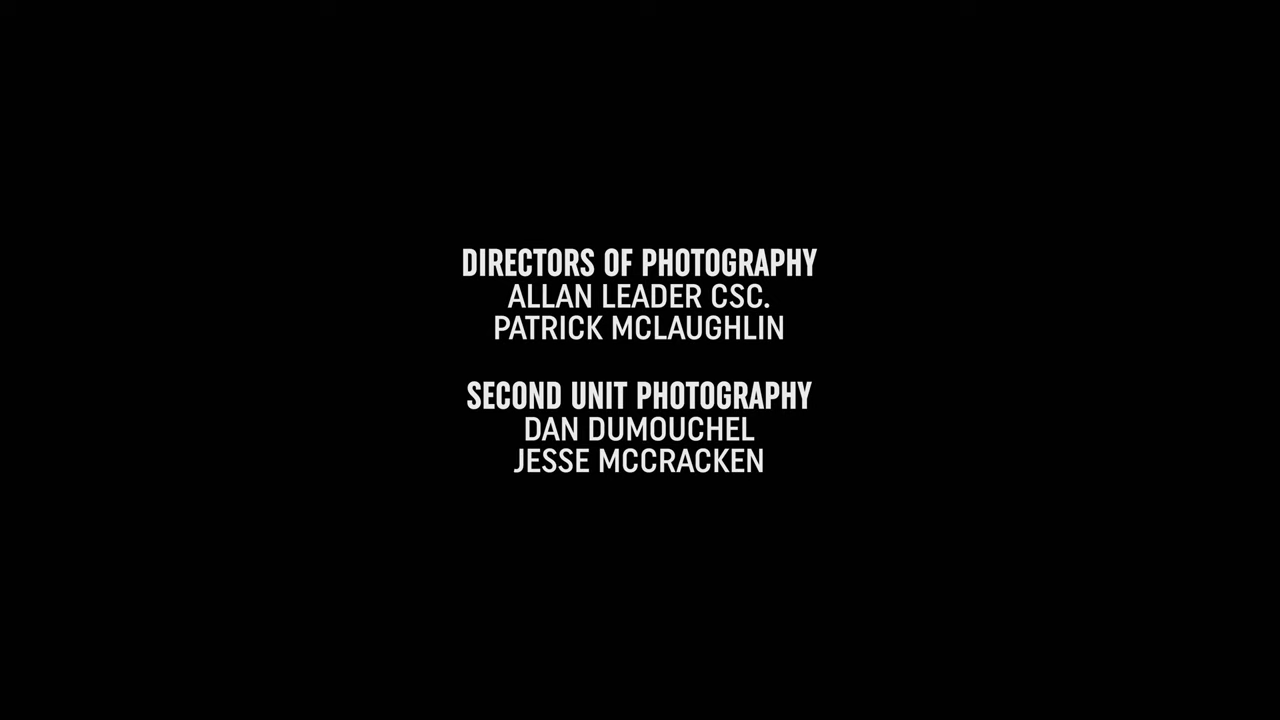 DIRECTORS OF PHOTOGRAPHY
ALLAN LEADER CSC.
PATRICK MCLAUGHLIN
SECOND UNIT PHOTOGRAPHY
DAN DUMOUCHEL
JESSE MCCRACKEN